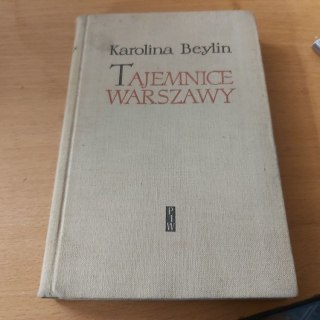 Karolina Beylin
TAJEMNICE
WARSZAWY
PIW